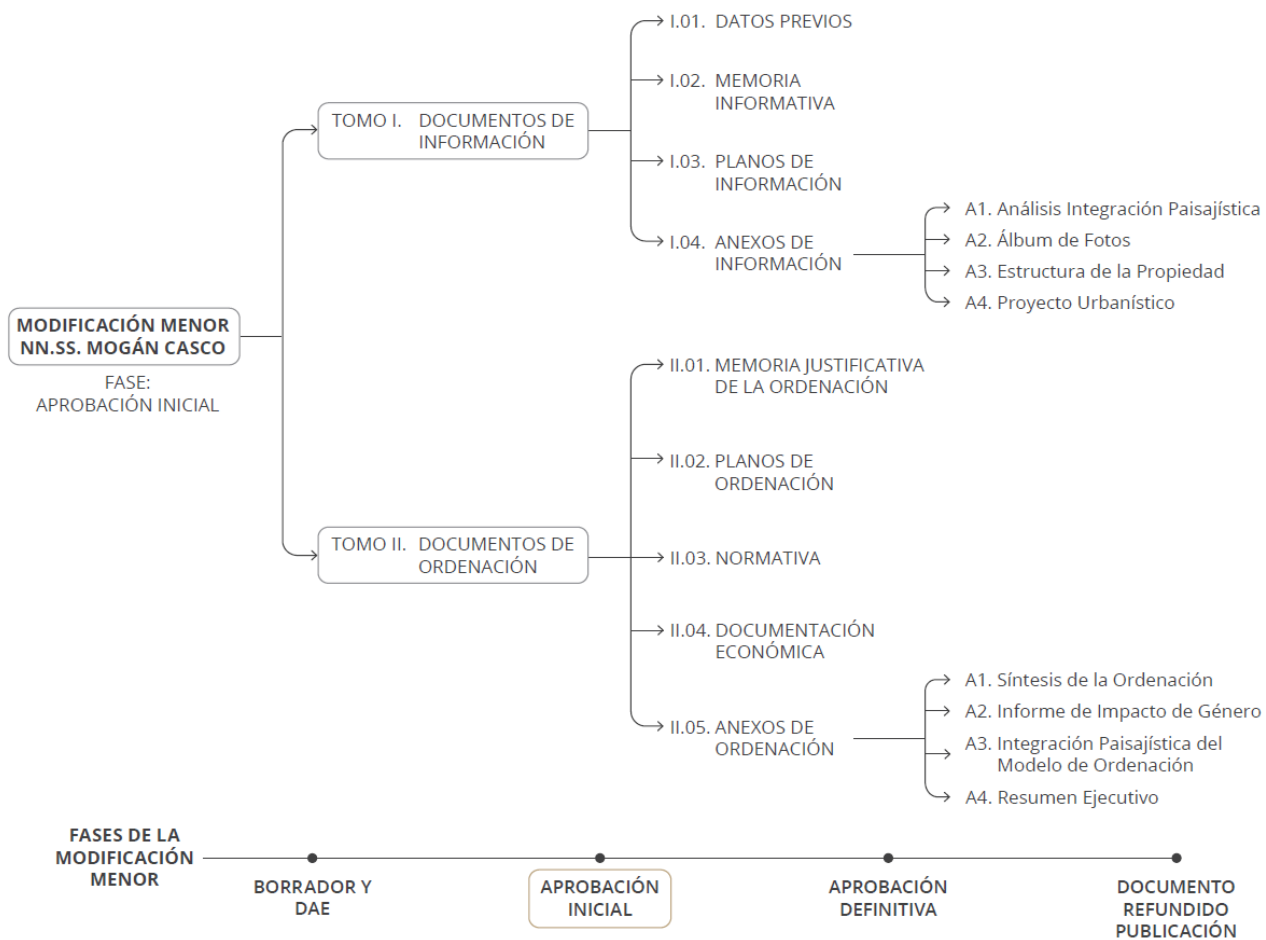 MODIFICACIÓN MENOR
NN.SS. MOGÁN CASCO
FASE:
APROBACIÓN INICIAL
TOMO I. DOCUMENTOS DE
INFORMACIÓN
I.01. DATOS PREVIOS
I.02. MEMORIA
INFORMATIVA
I.03. PLANOS DE
INFORMACIÓN
I.04. ANEXOS DE
INFORMACIÓN
A1. Análisis Integración Paisajística
A2. Álbum de Fotos
A3. Estructura de la Propiedad
A4. Proyecto Urbanístico
TOMO II. DOCUMENTOS DE
ORDENACIÓN
II.01. MEMORIA JUSTIFICATIVA
DE LA ORDENACIÓN
II.02. PLANOS DE
ORDENACIÓN
II.03. NORMATIVA
II.04. DOCUMENTACIÓN
ECONÓMICA
II.05. ANEXOS DE
ORDENACIÓN
A1. Síntesis de la Ordenación
A2. Informe de Impacto de Género
A3. Integración Paisajística del
Modelo de Ordenación
A4. Resumen Ejecutivo
FASES DE LA
MODIFICACIÓN
MENOR
BORRADOR Y
DAE
APROBACIÓN
INICIAL
APROBACIÓN
DEFINITIVA
DOCUMENTO
REFUNDIDO
PUBLICACIÓN